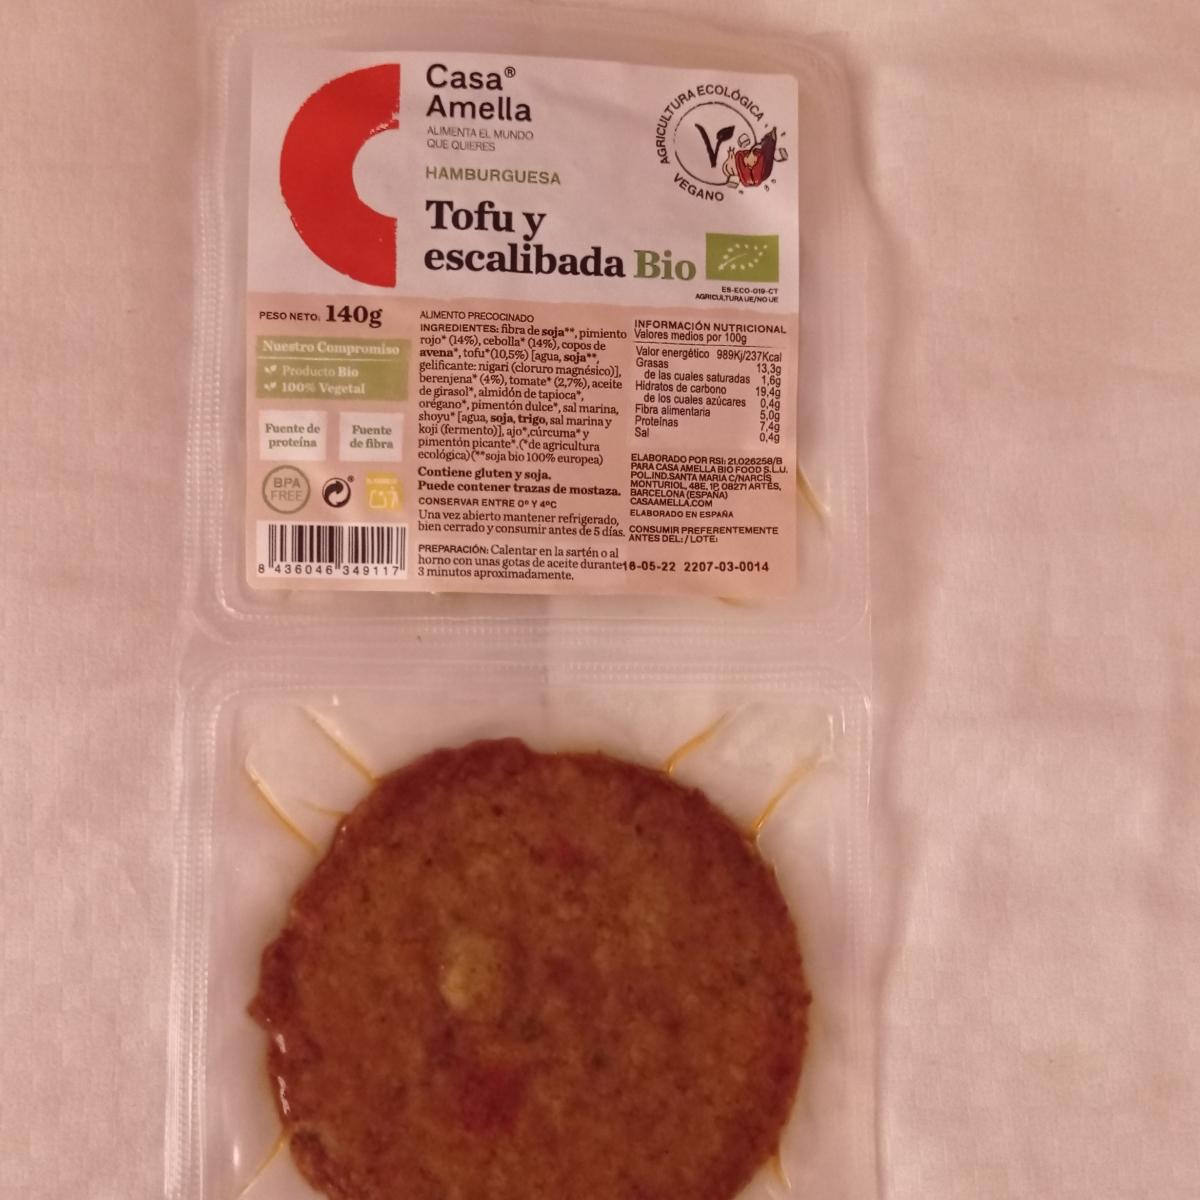 Casa®
Amella
ALIMENTA EL MUNDO
QUE QUIERES
HAMBURGUESA
Tofu y
escalibada Bio
AGRICULTURA ECOLÓGICA
V
VEGANO
ES-ECO-019-CT
AGRICULTURA UE/NO UE
PESO NETO: 140g
Nuestro Compromiso
Producto Bio
100% Vegetal
Fuente de
proteína
Fuente
de fibra
BPA
FREE
8 436046 349117
ALIMENTO PRECOCINADO
INGREDIENTES: fibra de soja**, pimiento
rojo* (14%), cebolla* (14%), copos de
avena*, tofu*(10,5%) [agua, soja**,
gelificante: nigari (cloruro magnésico)],
berenjena* (4%), tomate* (2,7%), aceite
de girasol*, almidón de tapioca*,
orégano*, pimentón dulce*, sal marina,
shoyu* [agua, soja, trigo, sal marina y
koji (fermento)], ajo*,cúrcuma* y
pimentón picante*.(*de agricultura
ecológica)(**soja bio 100% europea)
Contiene gluten y soja.
Puede contener trazas de mostaza.
CONSERVAR ENTRE 0º Y 4ºC
Una vez abierto mantener refrigerado,
bien cerrado y consumir antes de 5 días.
PREPARACIÓN: Calentar en la sartén o al
horno con unas gotas de aceite durante
3 minutos aproximadamente.
INFORMACIÓN NUTRICIONAL
Valores medios por 100g
Valor energético 989Kj/237Kcal
Grasas 13,3g
de las cuales saturadas 1,6g
Hidratos de carbono 19,4g
de los cuales azúcares 0,4g
Fibra alimentaria 5,0g
Proteínas 7,4g
Sal 0,4g
ELABORADO POR RSI: 21.026258/B
PARA CASA AMELLA BIO FOOD S.L.U.
POL.IND.SANTA MARIA C/NARCÍS
MONTURIOL, 48E, 1P, 08271 ARTÉS,
BARCELONA (ESPAÑA)
CASAAMELLA.COM
ELABORADO EN ESPAÑA
CONSUMIR PREFERENTEMENTE
ANTES DEL: / LOTE:
16-05-22 2207-03-0014